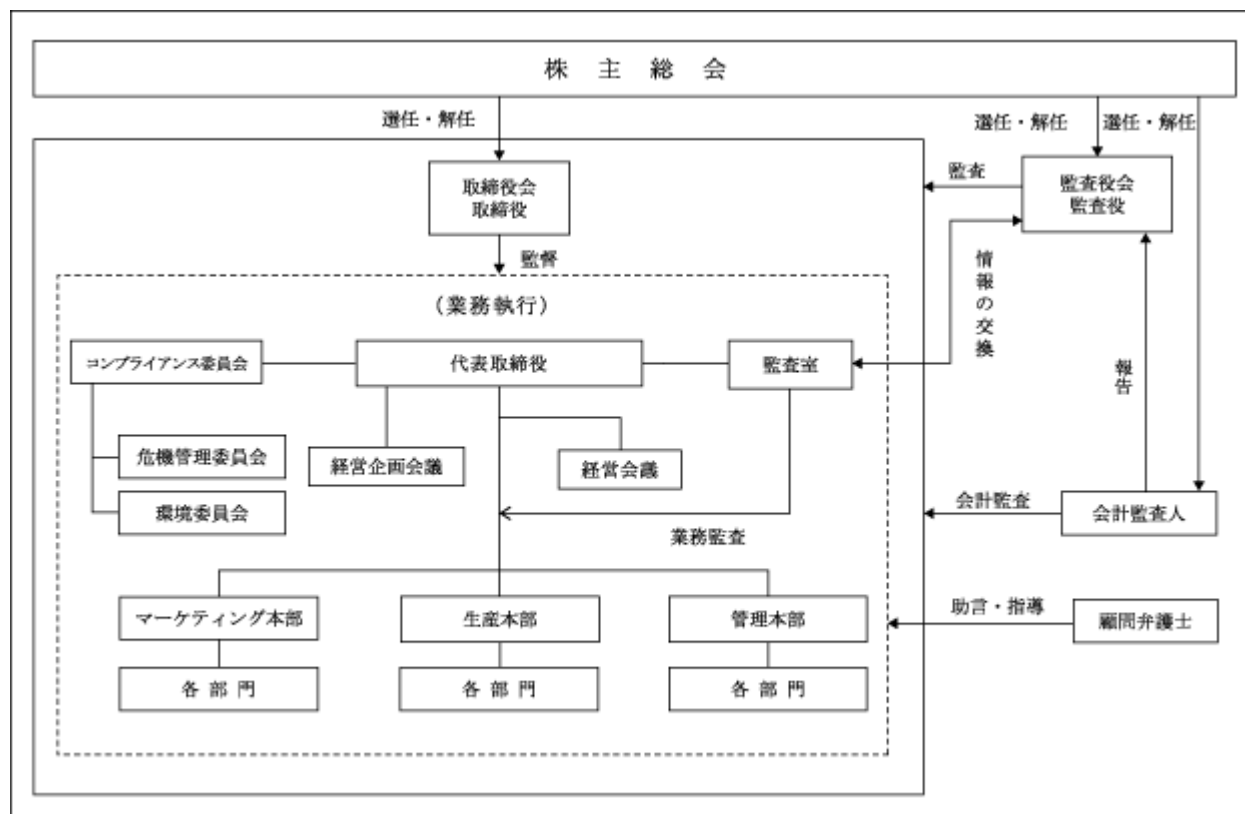 株主総会
選任・解任
選任・解任
選任・解任
取締役会
取締役
監査
監査役会
監査役
監督
情報の交換
(業務執行)
コンプライアンス委員会
代表取締役
監査室
報告
危機管理委員会
経営企画会議
経営会議
環境委員会
会計監査
会計監査人
業務監査
マーケティング本部
生産本部
管理本部
助言・指導
顧問弁護士
各部門
各部門
各部門